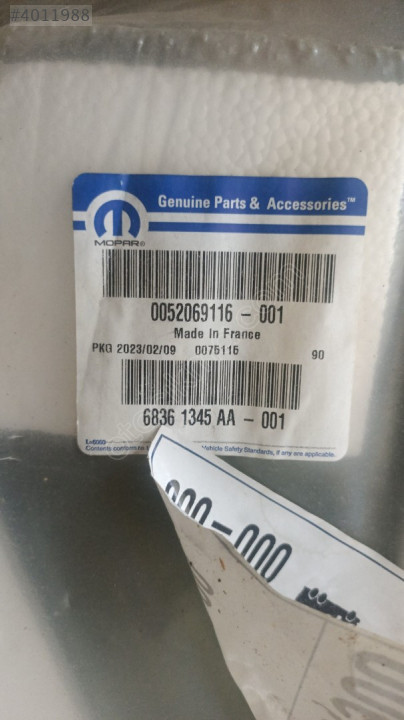 #4011988
Genuine Parts & Accessories™
MOPAR®
0052069116 - 001
Made In France
PKG 2023/02/09 0075116 90
6836 1345 AA - 001
L-6000
Contents conform to
Vehicle Safety Standards, if any are applicable.
000-000